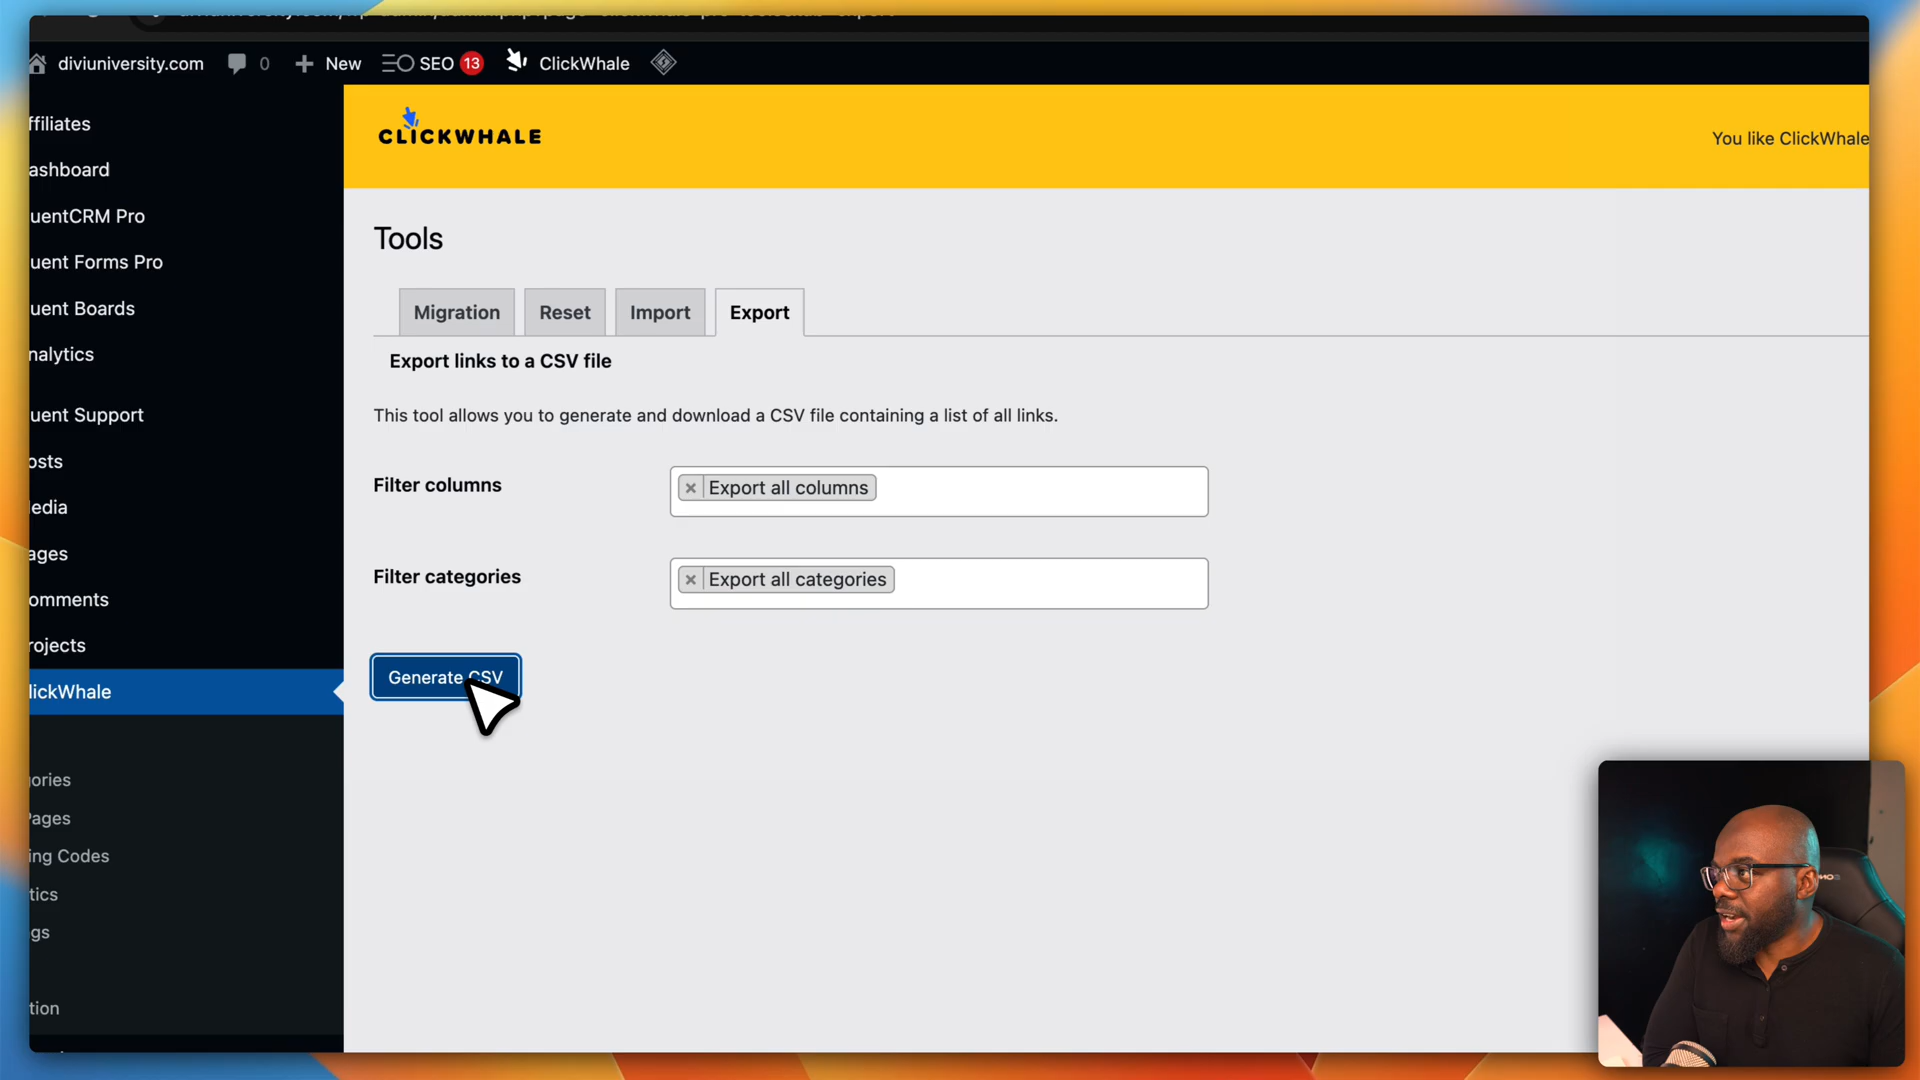 diviuniversity.com 0 New SEO 13 ClickWhale
ffiliates
ashboard
uentCRM Pro
uent Forms Pro
uent Boards
nalytics
uent Support
osts
edia
ages
omments
rojects
lickWhale
ories
Pages
ing Codes
tics
gs
tion
CLICKWHALE
You like ClickWhale
Tools
Migration Reset Import Export
Export links to a CSV file
This tool allows you to generate and download a CSV file containing a list of all links.
Filter columns × Export all columns
Filter categories × Export all categories
Generate CSV